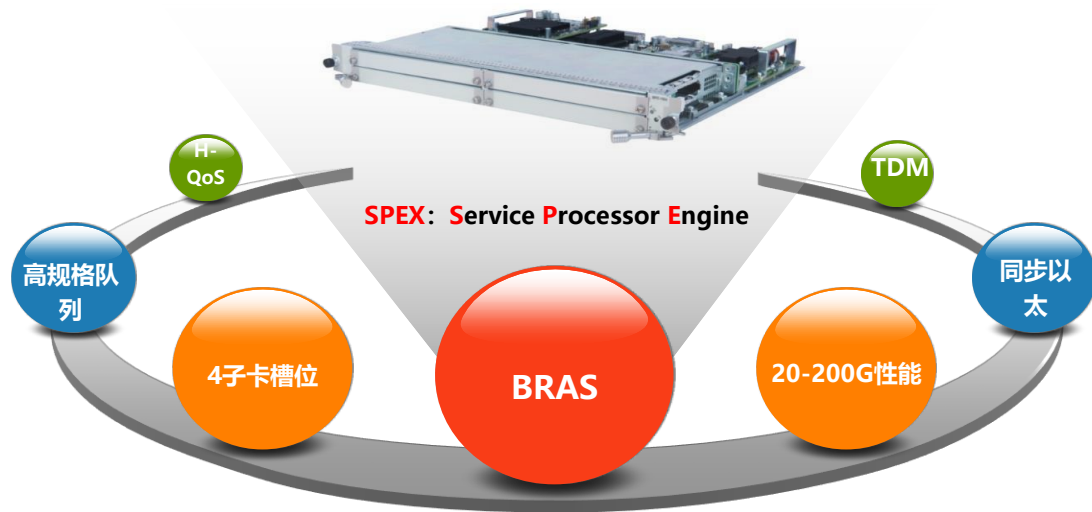 H-
QoS
TDM
SPEX：Service Processor Engine
高规格队
列
同步以
太
4子卡槽位
BRAS
20-200G性能